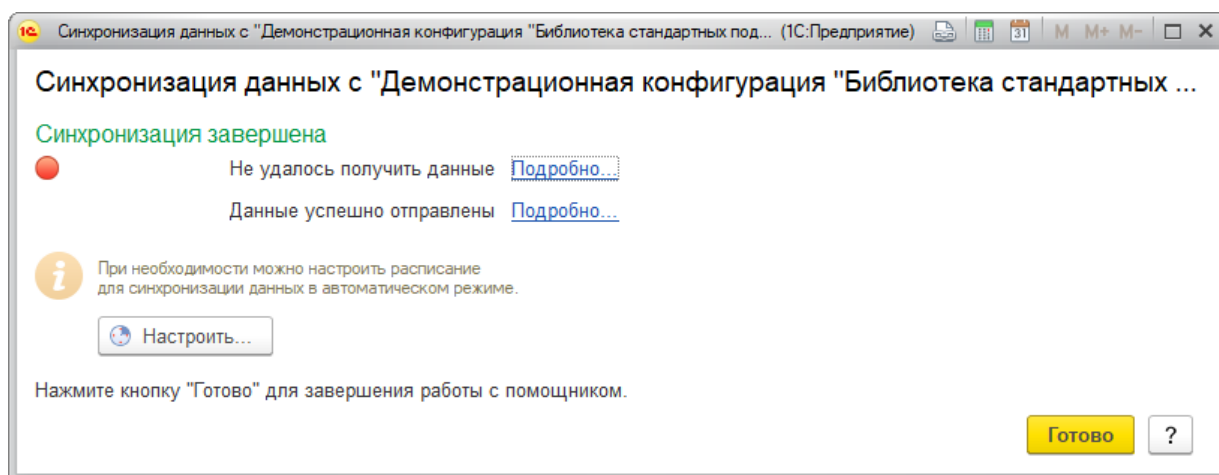 1С Синхронизация данных с "Демонстрационная конфигурация "Библиотека стандартных под... (1С:Предприятие) 31 M M+ M-
Синхронизация данных с "Демонстрационная конфигурация "Библиотека стандартных ...
Синхронизация завершена
Не удалось получить данные Подробно...
Данные успешно отправлены Подробно...
i При необходимости можно настроить расписание
для синхронизации данных в автоматическом режиме.
Настроить...
Нажмите кнопку "Готово" для завершения работы с помощником.
Готово ?